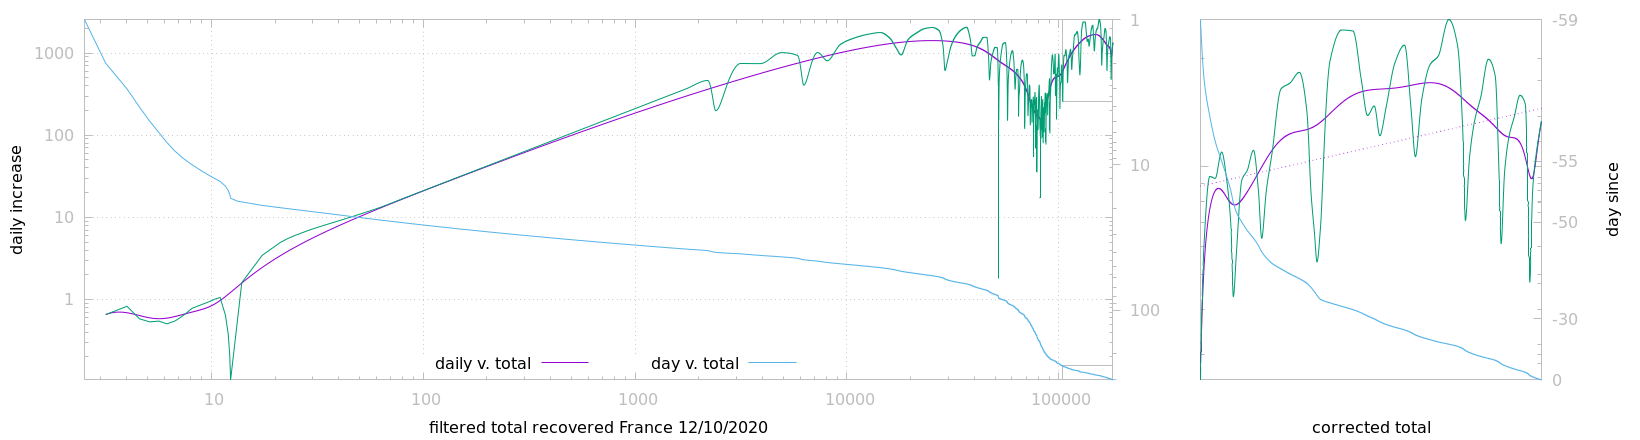 daily increase
1000
100
10
1
daily v. total
day v. total
10
100
1000
10000
100000
filtered total recovered France 12/10/2020
1
10
100
-59
-55
-50
-30
0
day since
corrected total